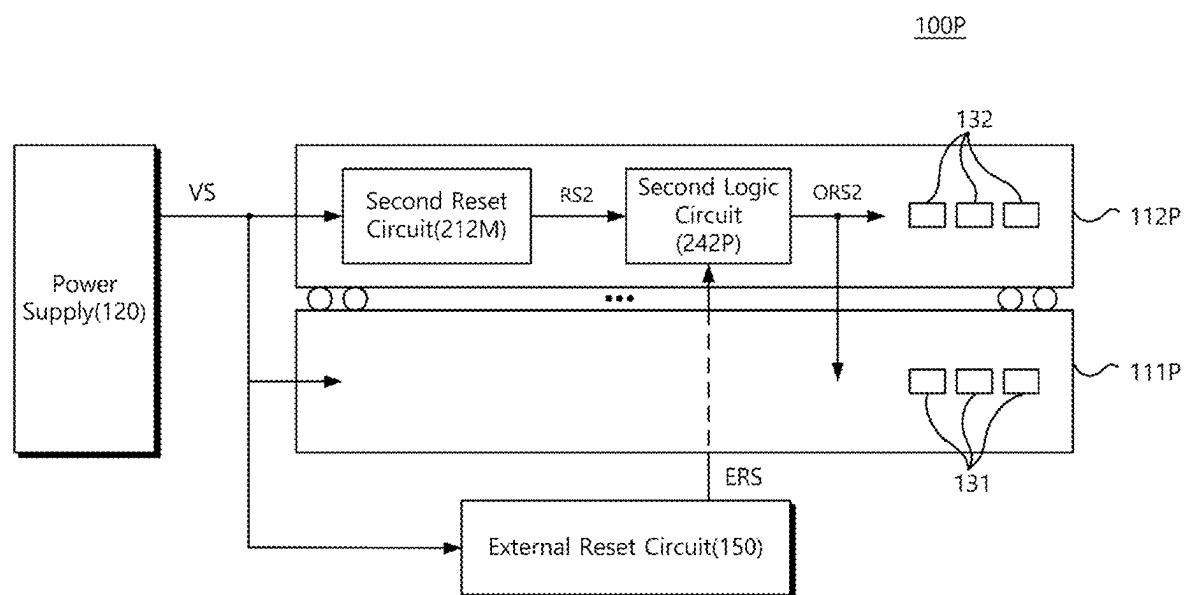 100P
132
VS
Second Reset
Circuit(212M)
RS2
Second Logic
Circuit
(242P)
ORS2
112P
Power
Supply(120)
111P
131
ERS
External Reset Circuit(150)